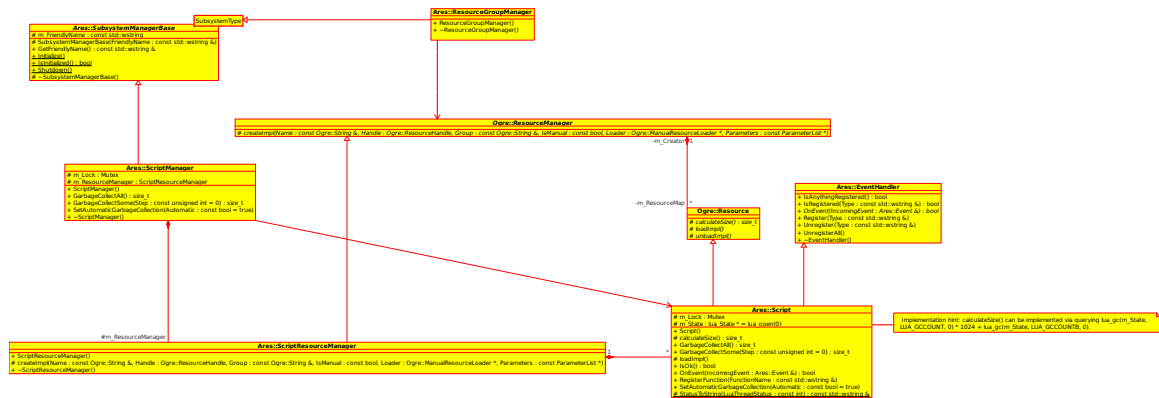 Ares::SubsystemManagerBase
# m_FriendlyName : const std::wstring
# SubsystemManagerBase(FriendlyName : const std::wstring &)
+ GetFriendlyName() : const std::wstring &
+ Initialize()
+ IsInitialized() : bool
+ Shutdown()
# ~SubsystemManagerBase()
SubsystemType
Ares::ResourceGroupManager
+ ResourceGroupManager()
+ ~ResourceGroupManager()
Ogre::ResourceManager
# createImpl(Name : const Ogre::String &, Handle : Ogre::ResourceHandle, Group : const Ogre::String &, IsManual : const bool, Loader : Ogre::ManualResourceLoader *, Parameters : const ParameterList *)
-m_Creator 1
-m_ResourceMap *
Ares::ScriptManager
# m_Lock : Mutex
# m_ResourceManager : ScriptResourceManager
+ ScriptManager()
+ GarbageCollectAll() : size_t
+ GarbageCollectSome(Step : const unsigned int = 0) : size_t
+ SetAutomaticGarbageCollection(Automatic : const bool = true)
+ ~ScriptManager()
Ogre::Resource
# calculateSize() : size_t
# loadImpl()
# unloadImpl()
Ares::EventHandler
+ IsAnythingRegistered() : bool
+ IsRegistered(Type : const std::wstring &) : bool
+ OnEvent(IncomingEvent : Ares::Event &) : bool
+ Register(Type : const std::wstring &)
+ Unregister(Type : const std::wstring &)
+ UnregisterAll()
+ ~EventHandler()
#m_ResourceManager
Ares::ScriptResourceManager
+ ScriptResourceManager()
# createImpl(Name : const Ogre::String &, Handle : Ogre::ResourceHandle, Group : const Ogre::String &, IsManual : const bool, Loader : Ogre::ManualResourceLoader *, Parameters : const ParameterList *)
+ ~ScriptResourceManager()
1 *
Ares::Script
# m_Lock : Mutex
# m_State : lua_State * = lua_open(0)
+ Script()
# calculateSize() : size_t
+ GarbageCollectAll() : size_t
+ GarbageCollectSome(Step : const unsigned int = 0) : size_t
# loadImpl()
+ IsOk() : bool
+ OnEvent(IncomingEvent : Ares::Event &) : bool
+ RegisterFunction(FunctionName : const std::wstring &)
+ SetAutomaticGarbageCollection(Automatic : const bool = true)
# StatusToString(LuaThreadStatus : const int) : const std::wstring &
Implementation hint: calculateSize() can be implemented via querying lua_gc(m_State,
LUA_GCCOUNT, 0) * 1024 + lua_gc(m_State, LUA_GCCOUNTB, 0).